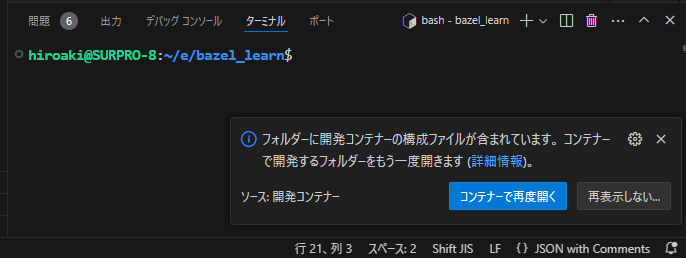 問題 6 出力 デバッグ コンソール ターミナル ポート bash - bazel_learn
hiroaki@SURPRO-8:~/e/bazel_learn$
フォルダーに開発コンテナーの構成ファイルが含まれています。コンテナー
で開発するフォルダーをもう一度開きます (詳細情報)。
ソース: 開発コンテナー コンテナーで再度開く 再表示しない...
行 21、列 3 スペース: 2 Shift JIS LF {} JSON with Comments